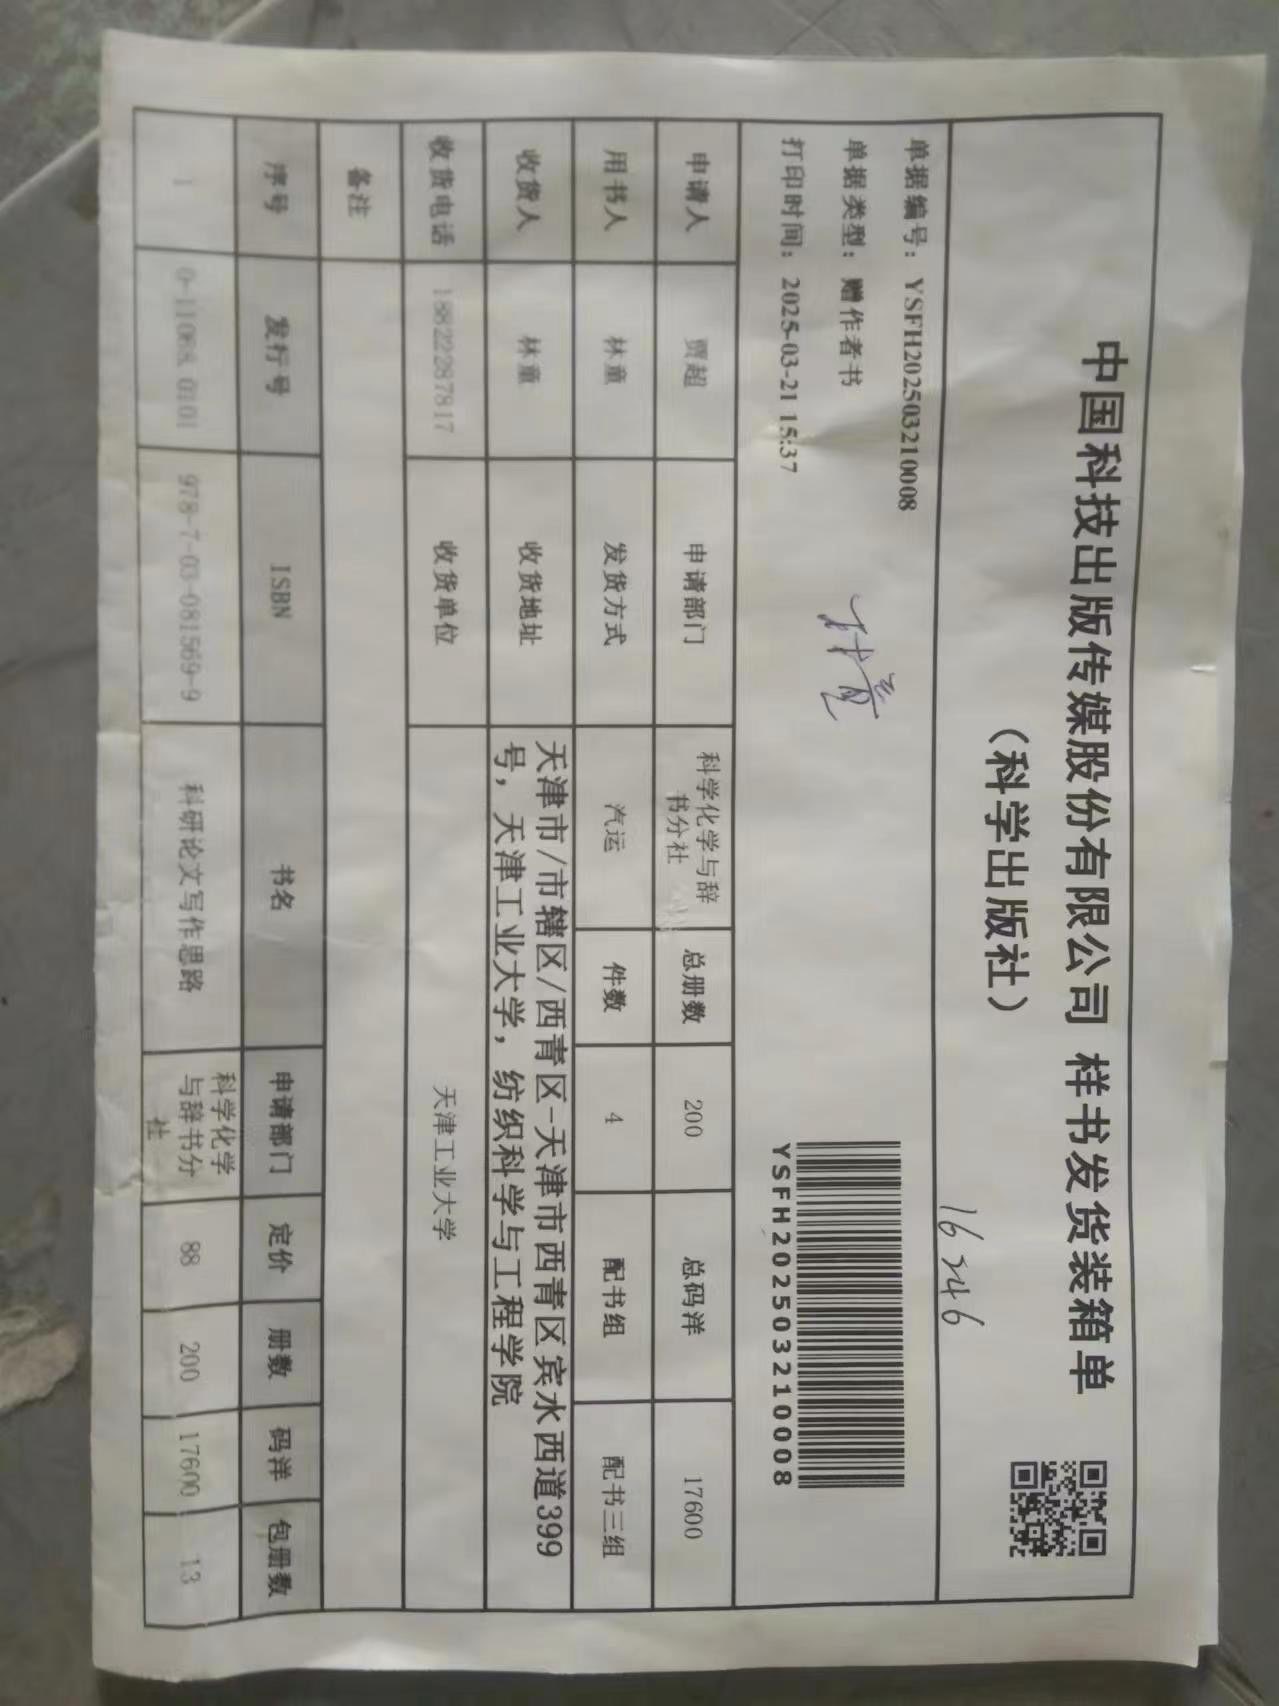 中国科技出版传媒股份有限公司 样书发货装箱单
（科学出版社）
16246
单据编号：YSFH202503210008
单据类型：赠作者书
打印时间：2025-03-21 15:37
林童
YSFH202503210008
申请人 贾超 申请部门 科学化学与辞书分社 总册数 200 总码洋 17600
用书人 林童 发货方式 汽运 件数 4 配书组 配书三组
收货人 林童 收货地址 天津市/市辖区/西青区-天津市西青区宾水西道399
号，天津工业大学，纺织科学与工程学院
收货电话 18822287817 收货单位 天津工业大学
备注
序号 发行号 ISBN 书名 申请部门 定价 册数 码洋 包册数
1 978-7-03-081569-9 科研论文写作思路 科学化学与辞书分社 88 200 17600 13